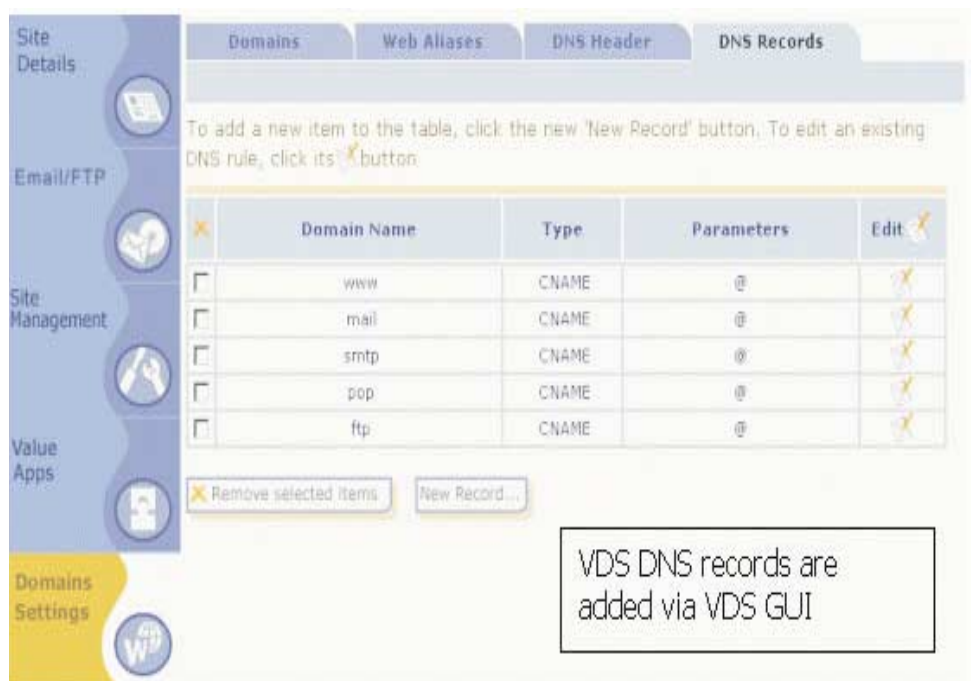 Site
Details
Email/FTP
Site
Management
Value
Apps
Domains
Settings
Domains Web Aliases DNS Header DNS Records
To add a new item to the table, click the new 'New Record' button. To edit an existing
DNS rule, click its button
Domain Name Type Parameters Edit
www CNAME @
mail CNAME @
smtp CNAME @
pop CNAME @
ftp CNAME @
Remove selected items New Record...
VDS DNS records are
added via VDS GUI